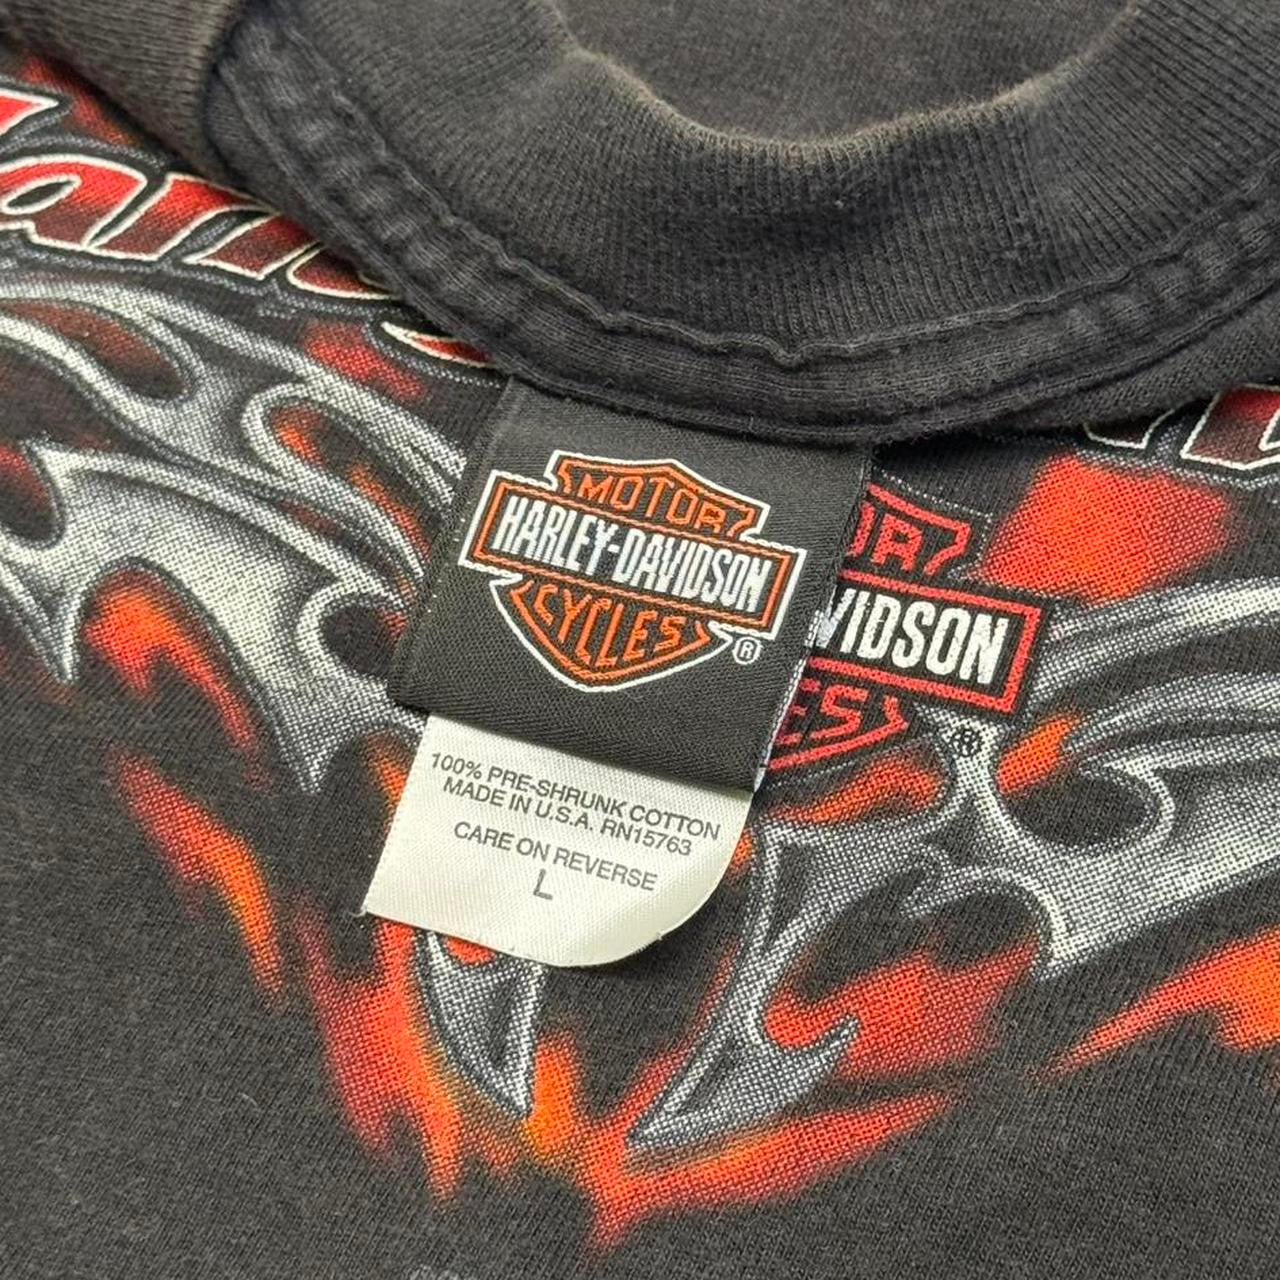 MOTOR
HARLEY-DAVIDSON
CYCLES
®
VIDSON
®
100% PRE-SHRUNK COTTON
MADE IN U.S.A. RN15763
CARE ON REVERSE
L